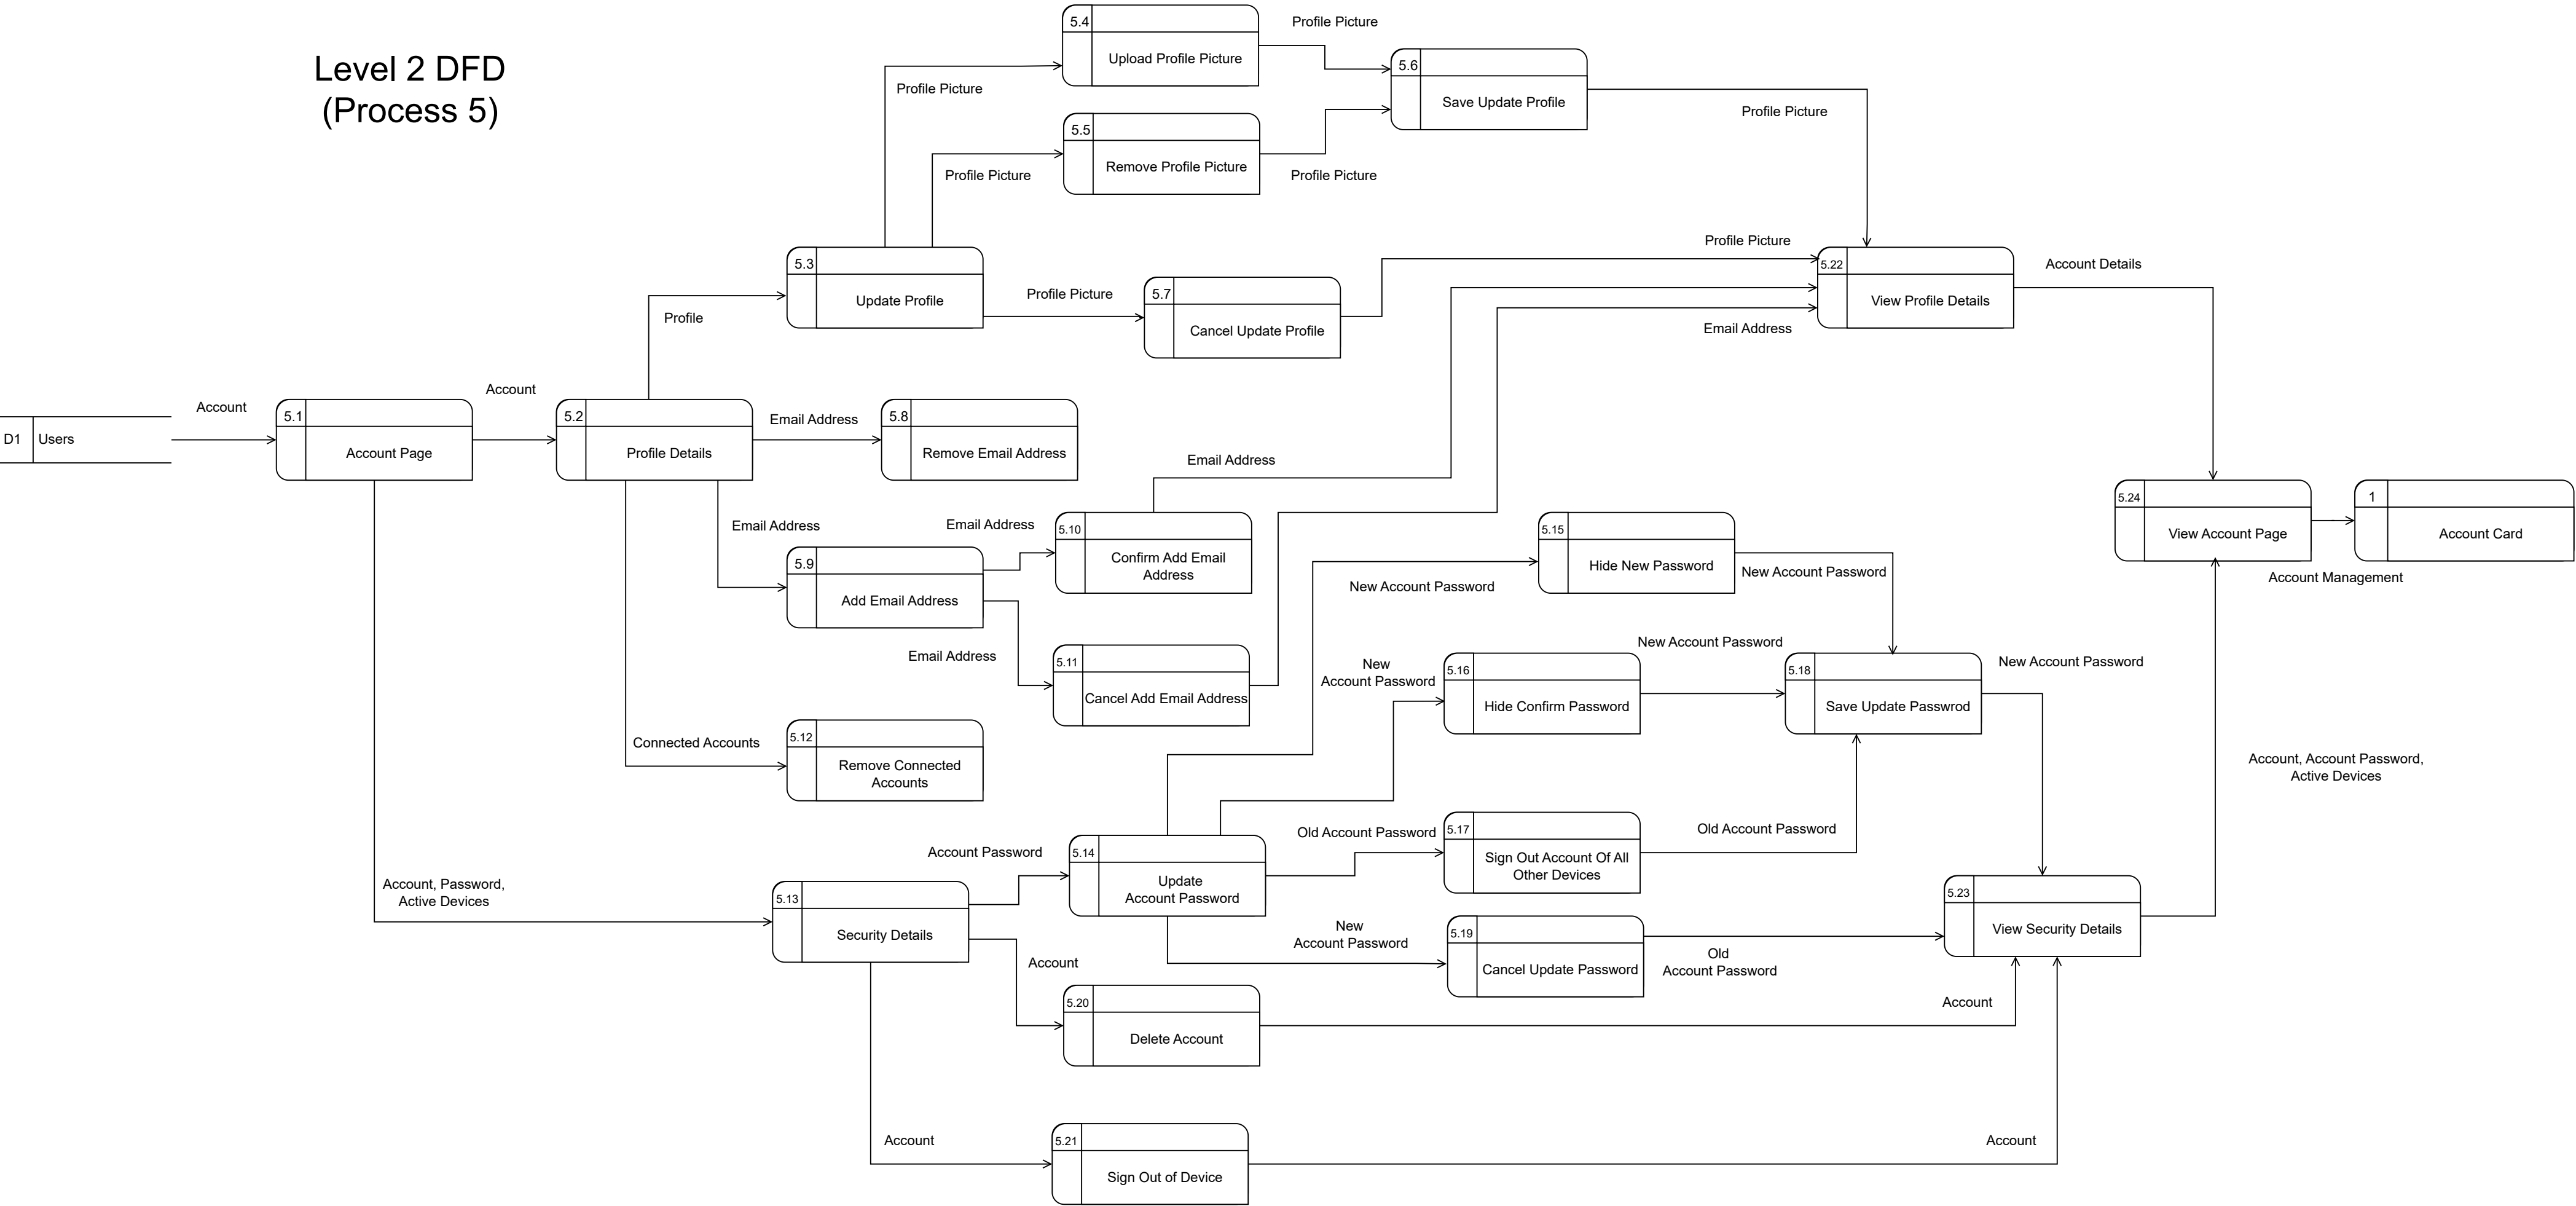 Level 2 DFD
(Process 5)
5.4
Upload Profile Picture
Profile Picture
Profile Picture
5.6
Save Update Profile
Profile Picture
5.5
Remove Profile Picture
Profile Picture
Profile Picture
5.3
Update Profile
Profile Picture
5.7
Cancel Update Profile
Profile Picture
Email Address
5.22
View Profile Details
Account Details
Profile
D1
Users
Account
5.1
Account Page
Account
5.2
Profile Details
Email Address
5.8
Remove Email Address
Email Address
Email Address
5.9
Add Email Address
Email Address
5.10
Confirm Add Email
Address
Email Address
5.11
Cancel Add Email Address
Connected Accounts
5.12
Remove Connected
Accounts
5.15
Hide New Password
New Account Password
New Account Password
New
Account Password
5.16
Hide Confirm Password
New Account Password
5.18
Save Update Passwrod
New Account Password
5.24
View Account Page
1
Account Card
Account Management
Account, Account Password,
Active Devices
Account, Password,
Active Devices
5.13
Security Details
Account Password
5.14
Update
Account Password
Old Account Password
5.17
Sign Out Account Of All
Other Devices
Old Account Password
New
Account Password
5.19
Cancel Update Password
Old
Account Password
5.23
View Security Details
Account
5.20
Delete Account
Account
Account
5.21
Sign Out of Device
Account